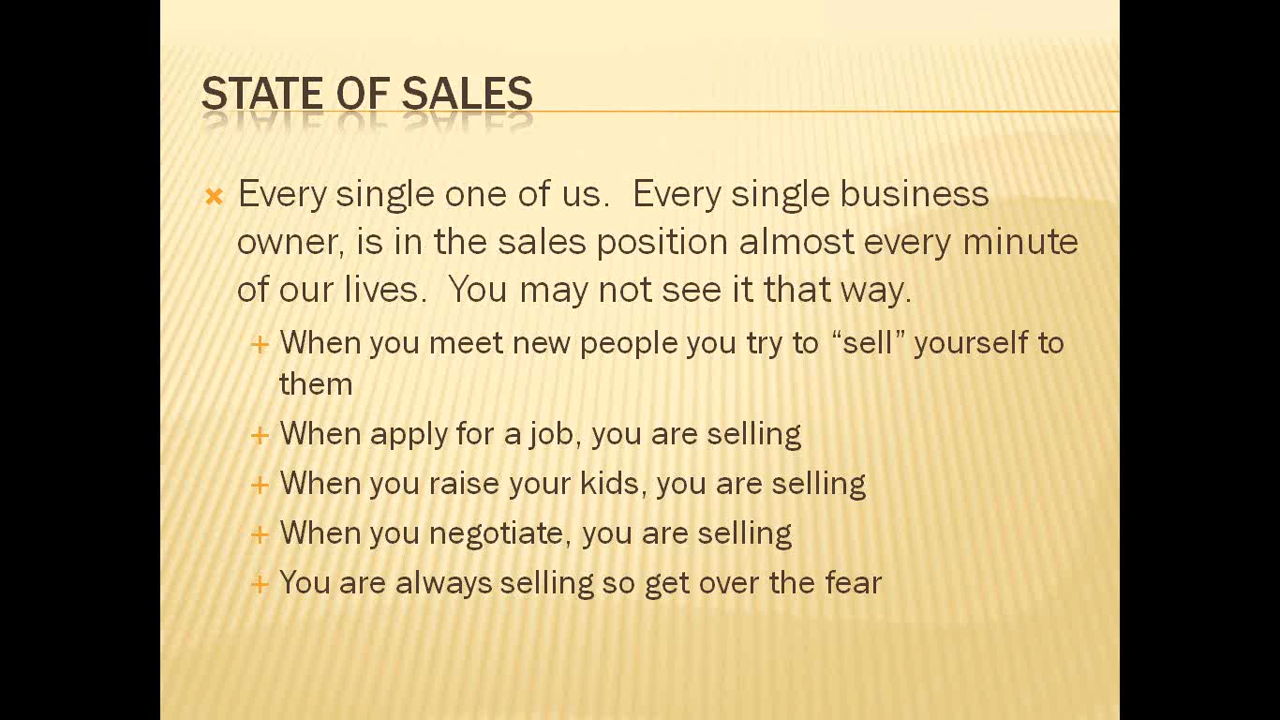 STATE OF SALES
Every single one of us.  Every single business
owner, is in the sales position almost every minute
of our lives.  You may not see it that way.
When you meet new people you try to “sell” yourself to
them
When apply for a job, you are selling
When you raise your kids, you are selling
When you negotiate, you are selling
You are always selling so get over the fear